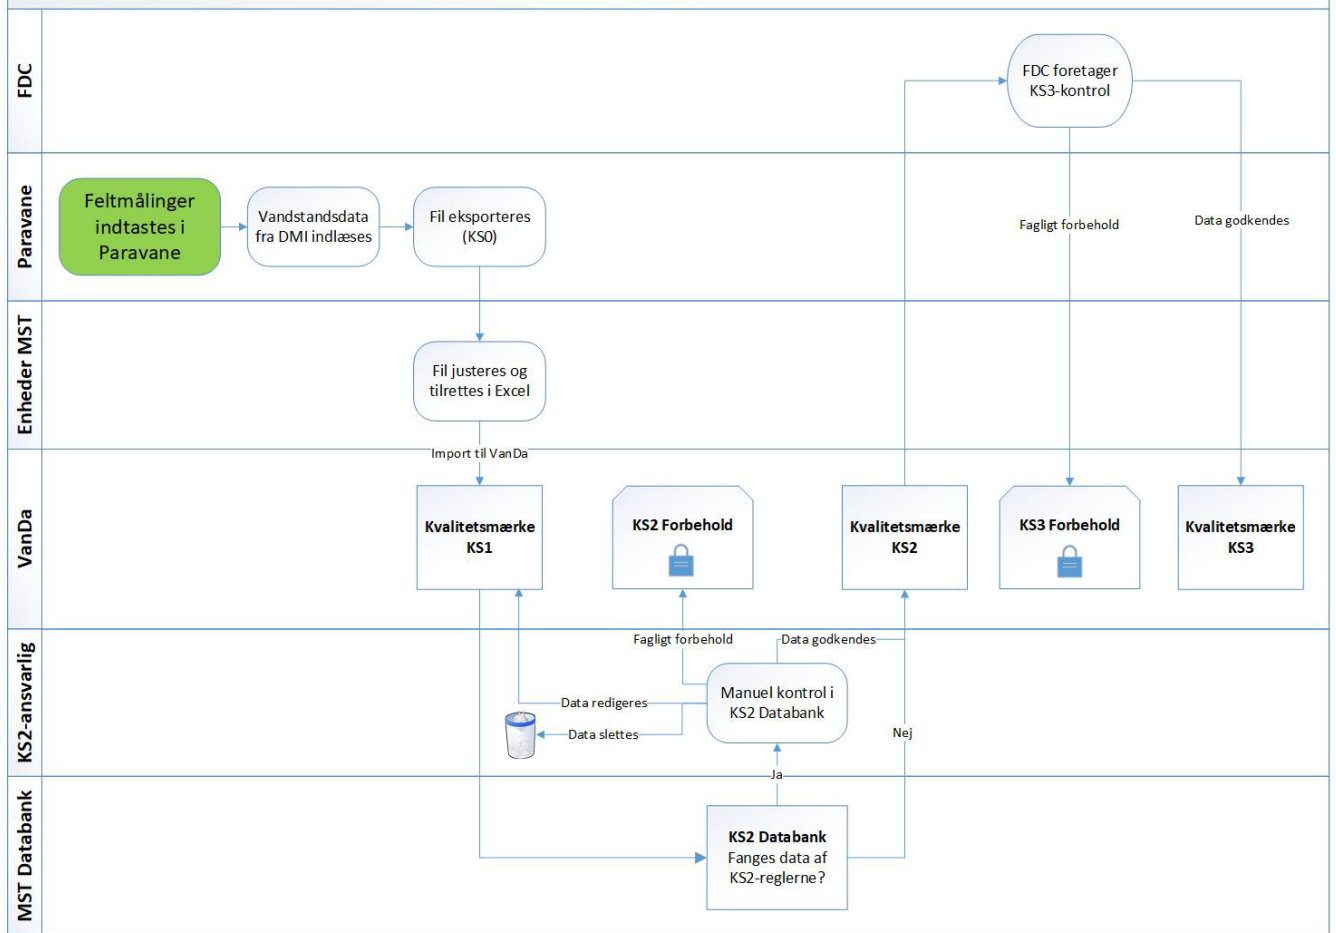 FDC
FDC foretager
KS3-kontrol
Paravane
Feltmålinger
indtastes i
Paravane
Vandstandsdata
fra DMI indlæses
Fil eksporteres
(KS0)
Fagligt forbehold
Data godkendes
Enheder MST
Fil justeres og
tilrettes i Excel
Import til VanDa
VanDa
Kvalitetsmærke
KS1
KS2 Forbehold
Kvalitetsmærke
KS2
KS3 Forbehold
Kvalitetsmærke
KS3
KS2-ansvarlig
Fagligt forbehold
Data godkendes
Manuel kontrol i
KS2 Databank
Data redigeres
Data slettes
Nej
Ja
MST Databank
KS2 Databank
Fanges data af
KS2-reglerne?